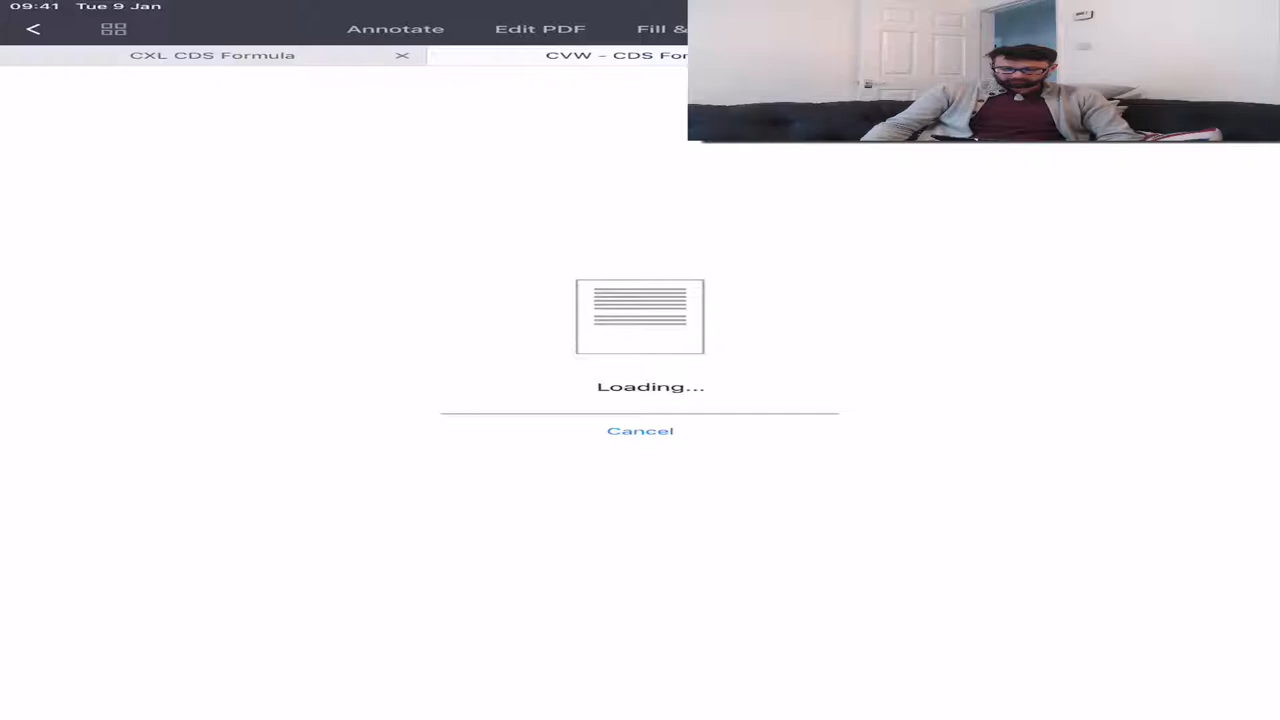 09:41 Tue 9 Jan
Annotate Edit PDF Fill &
CXL CDS Formula
CVW - CDS For
Loading...
Cancel